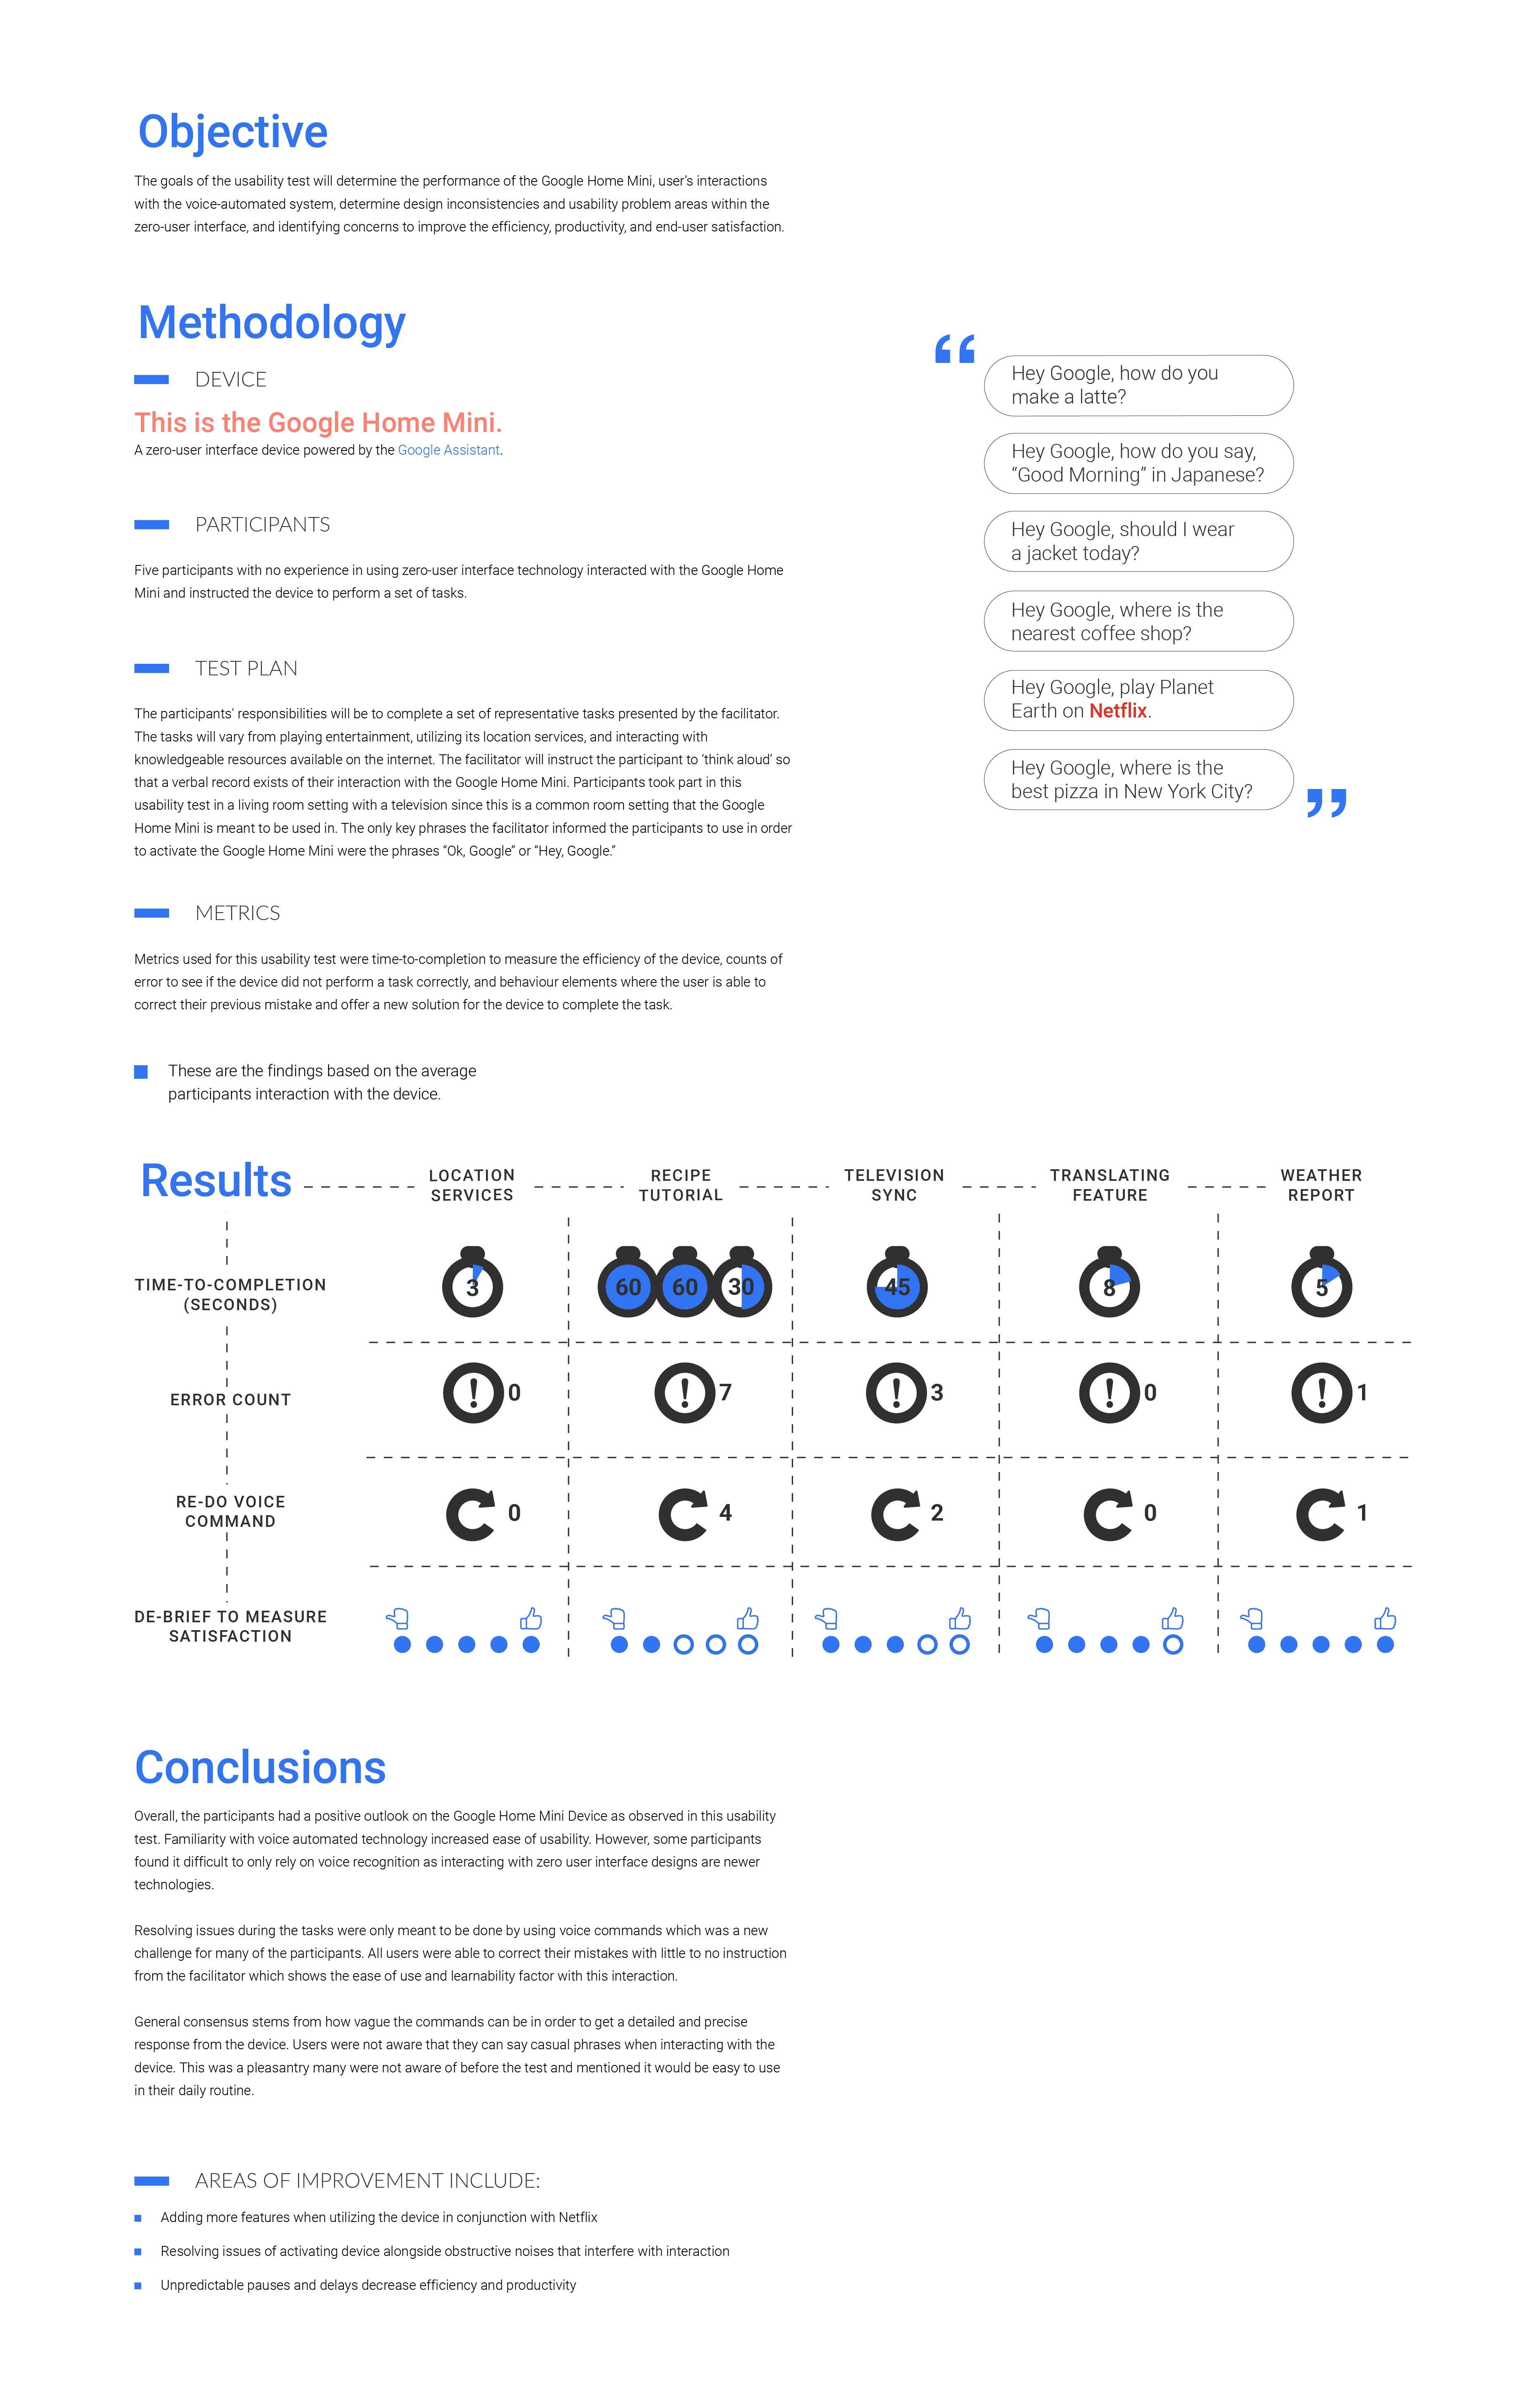 Objective
The goals of the usability test will determine the performance of the Google Home Mini, user’s interactions
with the voice-automated system, determine design inconsistencies and usability problem areas within the
zero-user interface, and identifying concerns to improve the efficiency, productivity, and end-user satisfaction.
Methodology
DEVICE
This is the Google Home Mini.
A zero-user interface device powered by the Google Assistant.
PARTICIPANTS
Five participants with no experience in using zero-user interface technology interacted with the Google Home
Mini and instructed the device to perform a set of tasks.
TEST PLAN
The participants' responsibilities will be to complete a set of representative tasks presented by the facilitator.
The tasks will vary from playing entertainment, utilizing its location services, and interacting with
knowledgeable resources available on the internet. The facilitator will instruct the participant to ‘think aloud’ so
that a verbal record exists of their interaction with the Google Home Mini. Participants took part in this
usability test in a living room setting with a television since this is a common room setting that the Google
Home Mini is meant to be used in. The only key phrases the facilitator informed the participants to use in order
to activate the Google Home Mini were the phrases “Ok, Google” or “Hey, Google.”
METRICS
Metrics used for this usability test were time-to-completion to measure the efficiency of the device, counts of
error to see if the device did not perform a task correctly, and behaviour elements where the user is able to
correct their previous mistake and offer a new solution for the device to complete the task.
“
Hey Google, how do you
make a latte?
Hey Google, how do you say,
“Good Morning” in Japanese?
Hey Google, should I wear
a jacket today?
Hey Google, where is the
nearest coffee shop?
Hey Google, play Planet
Earth on Netflix.
Hey Google, where is the
best pizza in New York City?
”
These are the findings based on the average
participants interaction with the device.
Results
LOCATION
SERVICES
RECIPE
TUTORIAL
TELEVISION
SYNC
TRANSLATING
FEATURE
WEATHER
REPORT
TIME-TO-COMPLETION
(SECONDS)
3
60 60 30
45
8
5
ERROR COUNT
! 0
! 7
! 3
! 0
! 1
RE-DO VOICE
COMMAND
0
4
2
0
1
DE-BRIEF TO MEASURE
SATISFACTION
Conclusions
Overall, the participants had a positive outlook on the Google Home Mini Device as observed in this usability
test. Familiarity with voice automated technology increased ease of usability. However, some participants
found it difficult to only rely on voice recognition as interacting with zero user interface designs are newer
technologies.
Resolving issues during the tasks were only meant to be done by using voice commands which was a new
challenge for many of the participants. All users were able to correct their mistakes with little to no instruction
from the facilitator which shows the ease of use and learnability factor with this interaction.
General consensus stems from how vague the commands can be in order to get a detailed and precise
response from the device. Users were not aware that they can say casual phrases when interacting with the
device. This was a pleasantry many were not aware of before the test and mentioned it would be easy to use
in their daily routine.
AREAS OF IMPROVEMENT INCLUDE:
Adding more features when utilizing the device in conjunction with Netflix
Resolving issues of activating device alongside obstructive noises that interfere with interaction
Unpredictable pauses and delays decrease efficiency and productivity